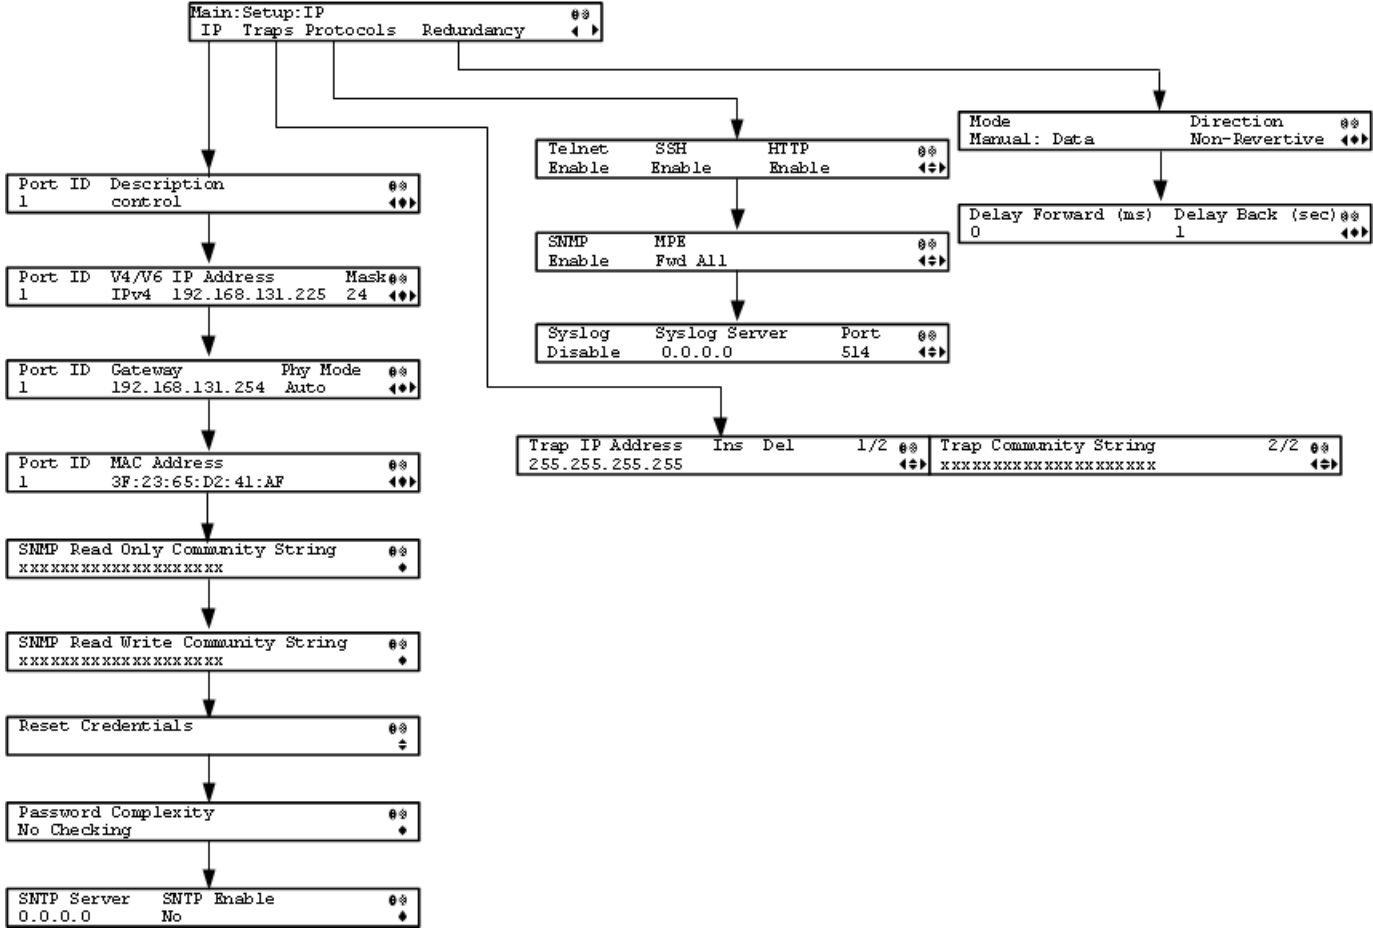 Main:Setup:IP
IP Traps Protocols Redundancy
Port ID Description
1 control
Port ID V4/V6 IP Address Mask
1 IPv4 192.168.131.225 24
Port ID Gateway Phy Mode
1 192.168.131.254 Auto
Port ID MAC Address
1 3F:23:65:D2:41:AF
SNMP Read Only Community String
xxxxxxxxxxxxxxxxxxxx
SNMP Read Write Community String
xxxxxxxxxxxxxxxxxxxx
Reset Credentials
Password Complexity
No Checking
SNTP Server SNTP Enable
0.0.0.0 No
Telnet SSH HTTP
Enable Enable Enable
SNMP MPE
Enable Fwd All
Syslog Syslog Server Port
Disable 0.0.0.0 514
Trap IP Address Ins Del 1/2
255.255.255.255
Trap Community String 2/2
xxxxxxxxxxxxxxxxxxxxx
Mode Direction
Manual: Data Non-Revertive
Delay Forward (ms) Delay Back (sec)
0 1